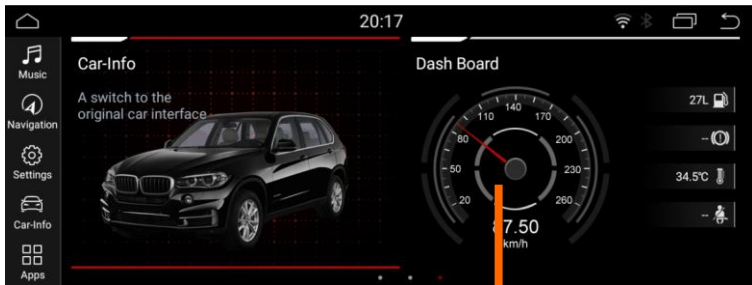 20:17
Music
Navigation
Settings
Car-Info
Apps
Car-Info
A switch to the
original car interface
Dash Board
20
50
80
110
140
170
200
230
260
7.50
km/h
27L
--
34.5℃
--